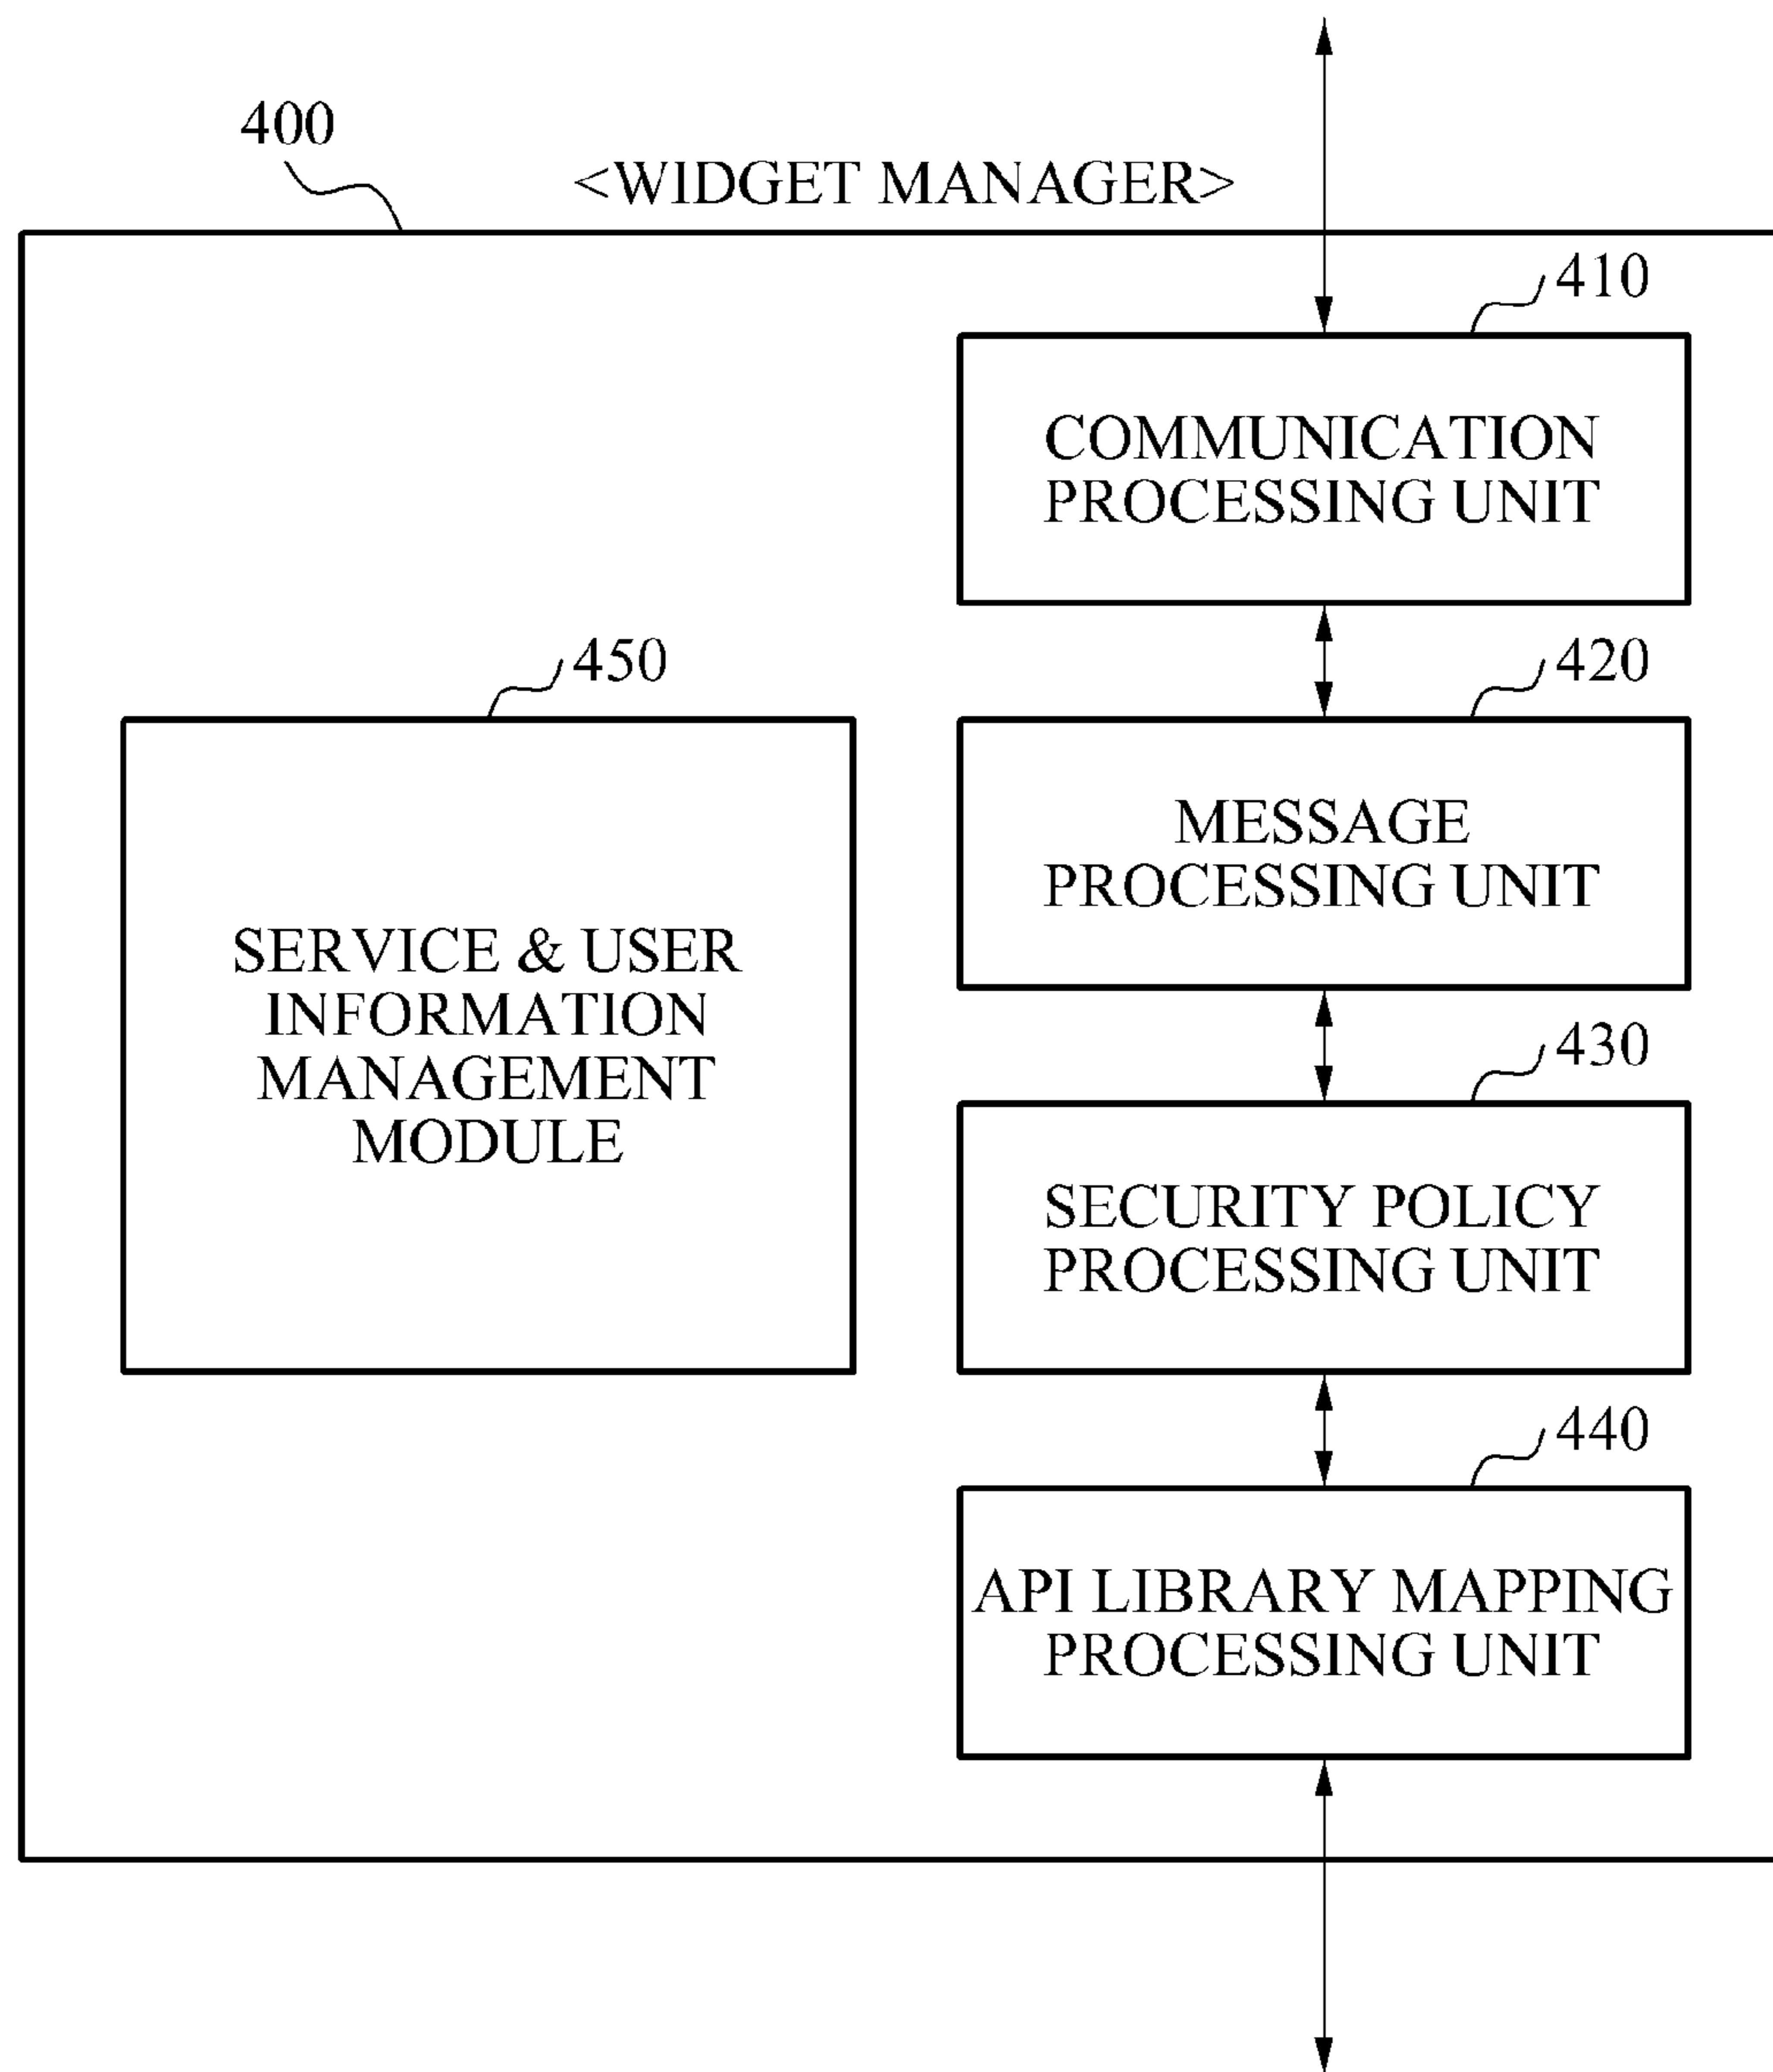 400
<WIDGET MANAGER>
410
COMMUNICATION
PROCESSING UNIT
450
420
SERVICE & USER
INFORMATION
MANAGEMENT
MODULE
MESSAGE
PROCESSING UNIT
430
SECURITY POLICY
PROCESSING UNIT
440
API LIBRARY MAPPING
PROCESSING UNIT